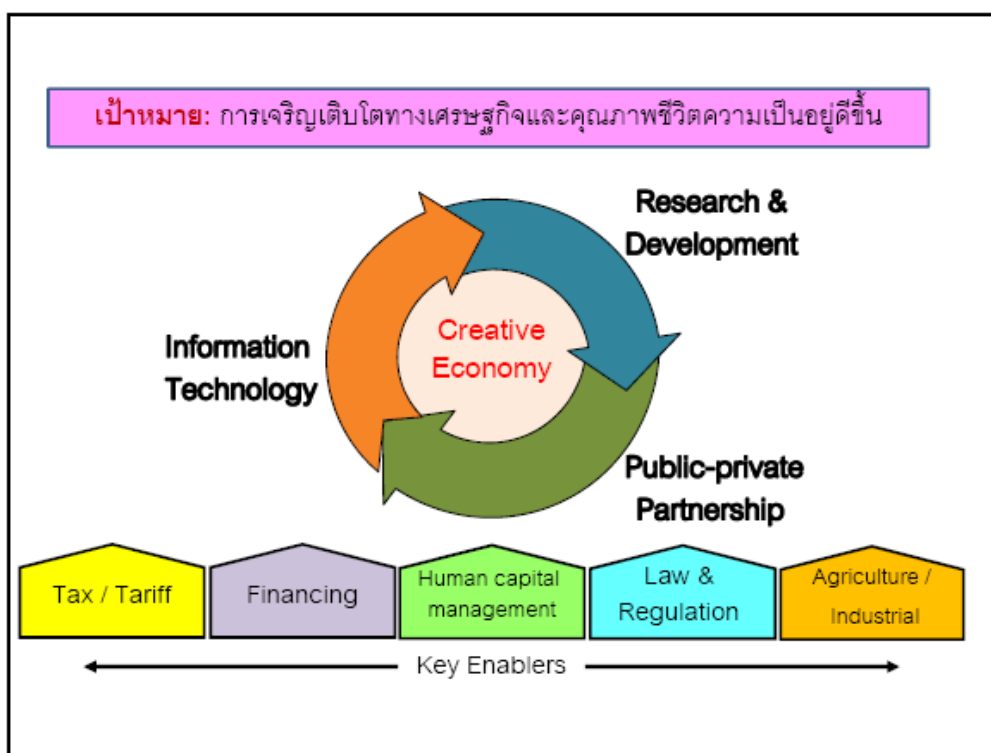 เป้าหมาย: การเจริญเติบโตทางเศรษฐกิจและคุณภาพชีวิตความเป็นอยู่ดีขึ้น
Research &
Development
Creative
Economy
Information
Technology
Public-private
Partnership
Tax / Tariff
Financing
Human capital
management
Law &
Regulation
Agriculture /
Industrial
Key Enablers